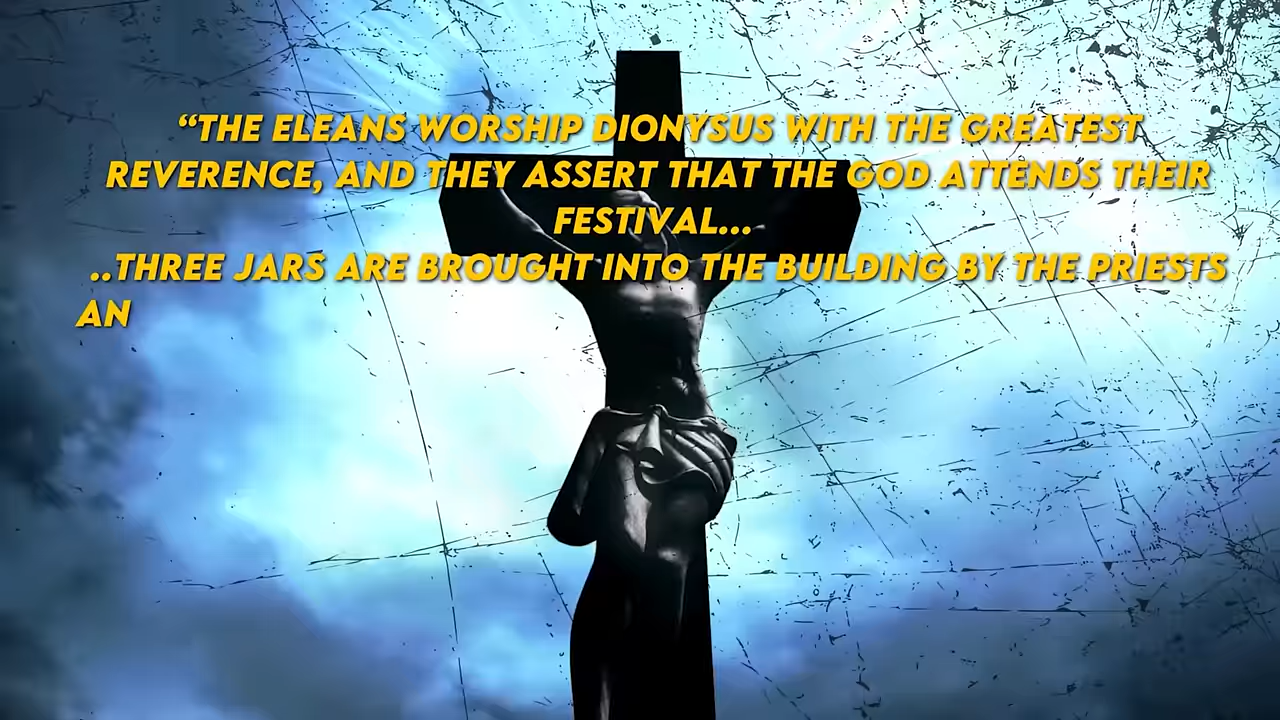 “THE ELEANS WORSHIP DIONYSUS WITH THE GREATEST
REVERENCE, AND THEY ASSERT THAT THE GOD ATTENDS THEIR
FESTIVAL...
..THREE JARS ARE BROUGHT INTO THE BUILDING BY THE PRIESTS
AN